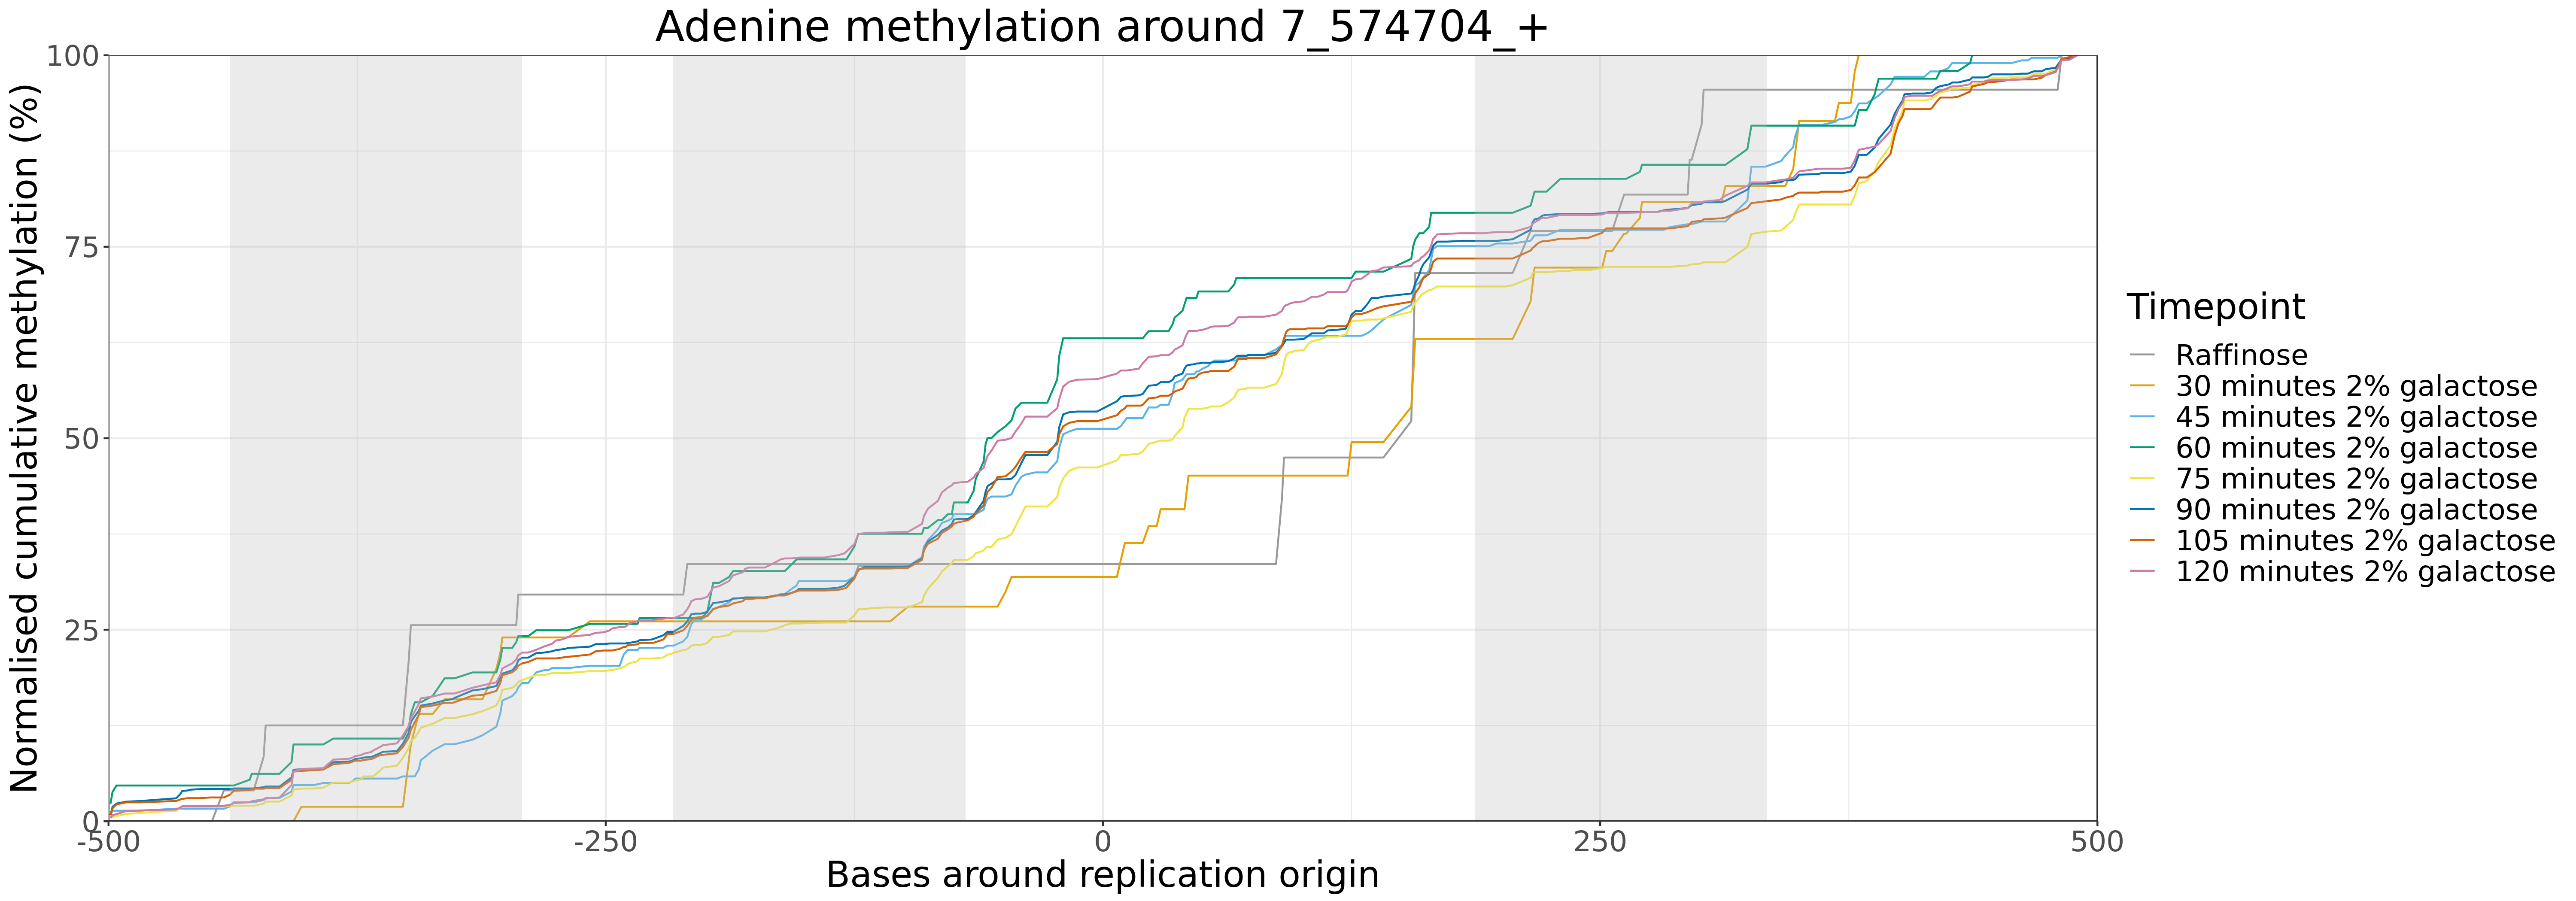 Adenine methylation around 7_574704_+
Normalised cumulative methylation (%)
100
75
50
25
0
-500
-250
0
250
500
Bases around replication origin
Timepoint
Raffinose
30 minutes 2% galactose
45 minutes 2% galactose
60 minutes 2% galactose
75 minutes 2% galactose
90 minutes 2% galactose
105 minutes 2% galactose
120 minutes 2% galactose